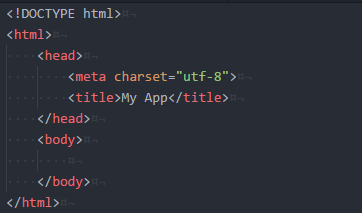 <!DOCTYPE html>
<html>
    <head>
        <meta charset="utf-8">
        <title>My App</title>
    </head>
    <body>
        
    </body>
</html>